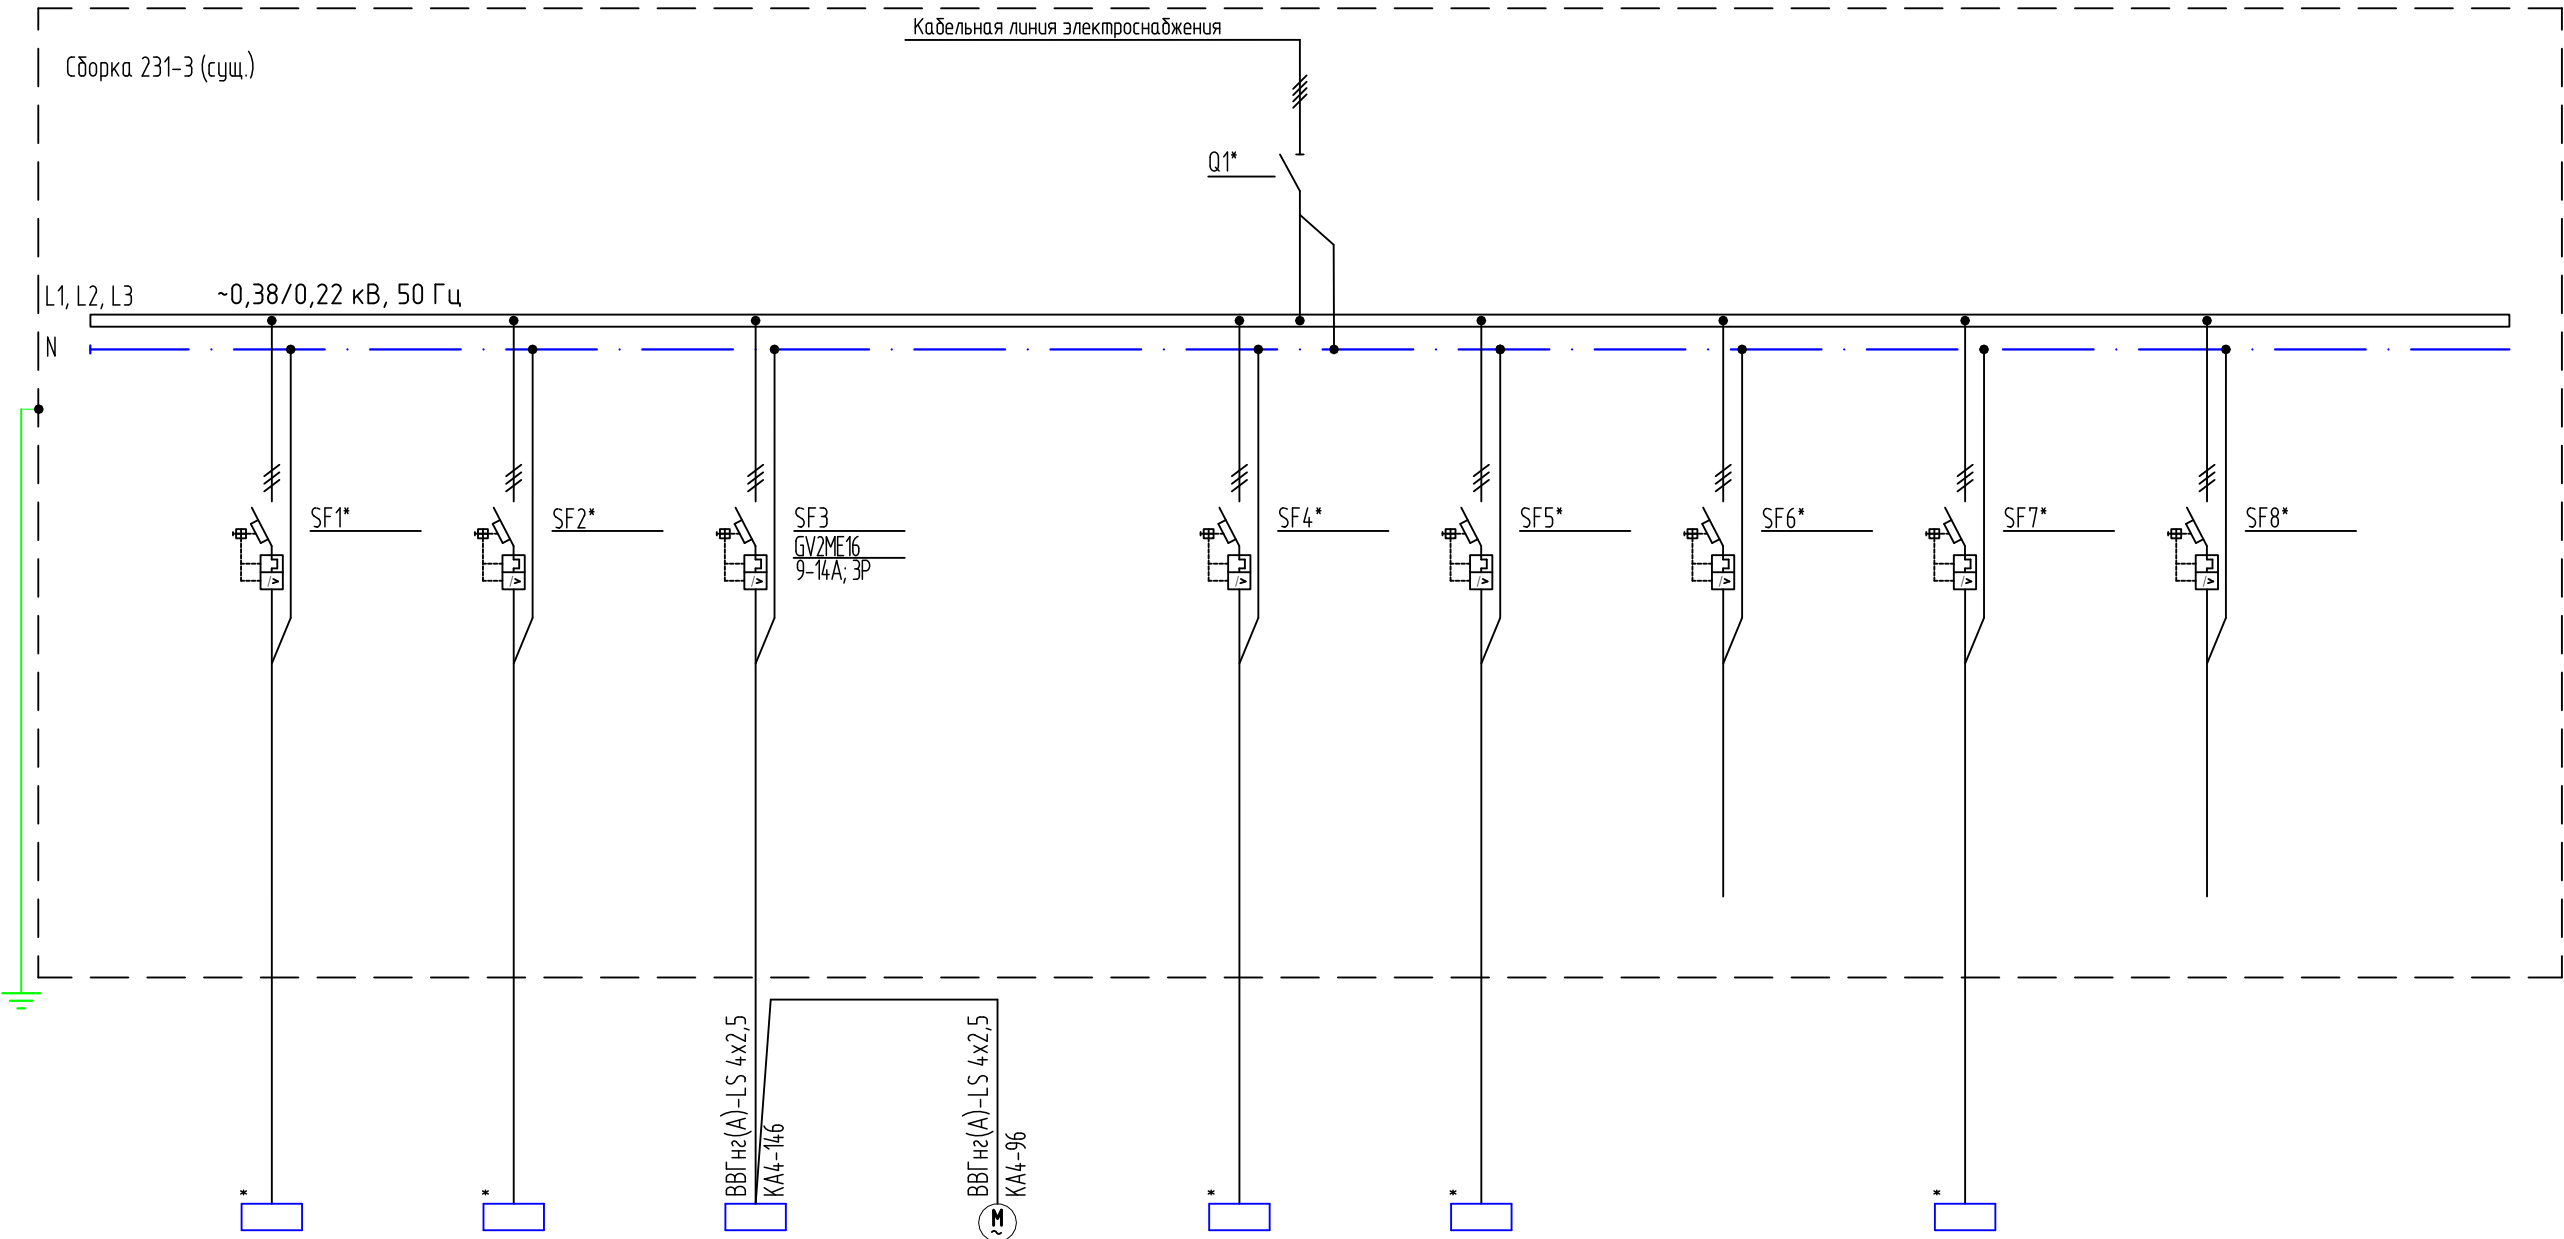 Кабельная линия электроснабжения
Сборка 231-3 (сущ.)
Q1*
L1, L2, L3
~0,38/0,22 кВ, 50 Гц
N
SF1*
SF2*
SF3
GV2ME16
9-14А; 3Р
SF4*
SF5*
SF6*
SF7*
SF8*
I>
I>
I>
I>
I>
I>
I>
I>
ВВГнг(А)-LS 4х2,5
КА4-146
ВВГнг(А)-LS 4х2,5
КА4-96
*
*
*
*
*
М
~